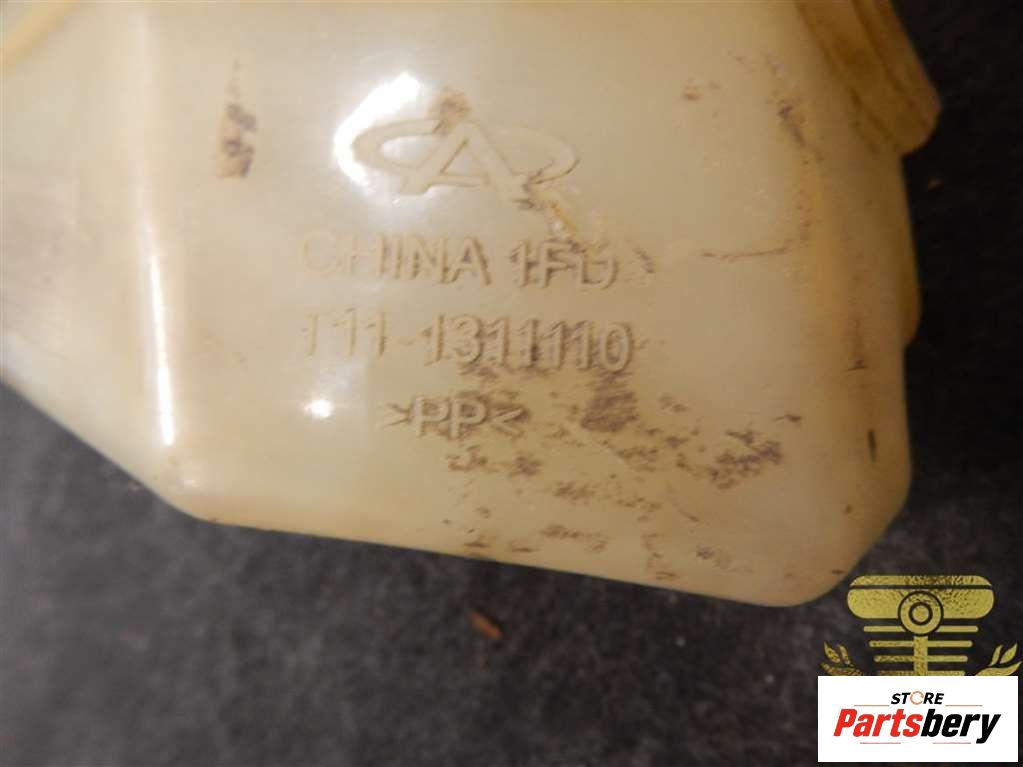 CHINA 1FD
T11-1311110
>PP<
STORE
Partsbery